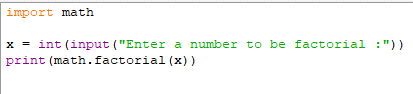 import math
x = int(input("Enter a number to be factorial :"))
print(math.factorial(x))